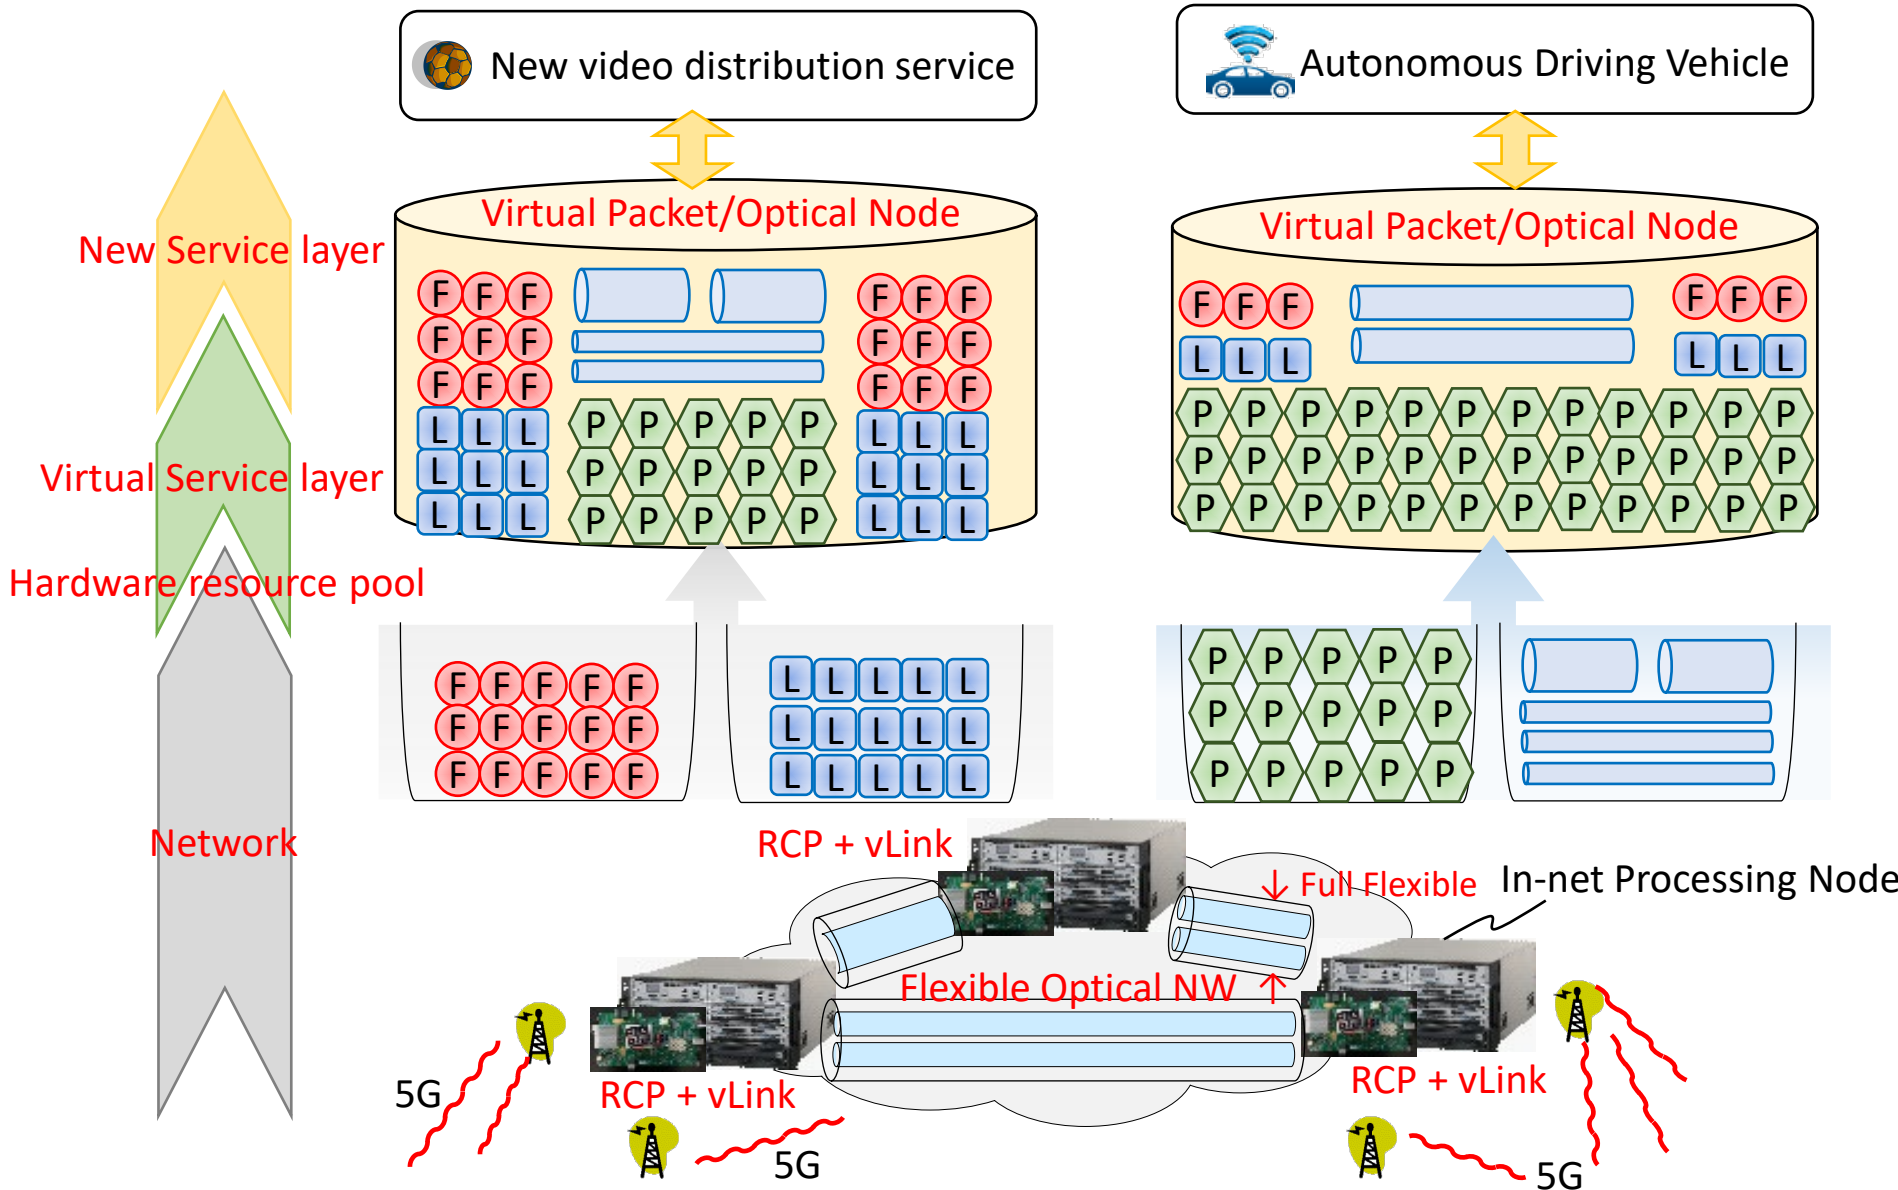 New video distribution service
Autonomous Driving Vehicle
Virtual Packet/Optical Node
Virtual Packet/Optical Node
New Service layer
F F F F F F
F F F F F F
F F F F F F
L L L P P P P P L L L
L L L P P P P P L L L
L L L P P P P P L L L
F F F F F F
L L L L L L
P P P P P P P P P P P P
P P P P P P P P P P P P
P P P P P P P P P P P P
Virtual Service layer
Hardware resource pool
F F F F F
F F F F F
F F F F F
L L L L L
L L L L L
L L L L L
P P P P P
P P P P P
P P P P P
Network
RCP + vLink
↓ Full Flexible
In-net Processing Node
Flexible Optical NW ↑
RCP + vLink
RCP + vLink
5G
5G
5G